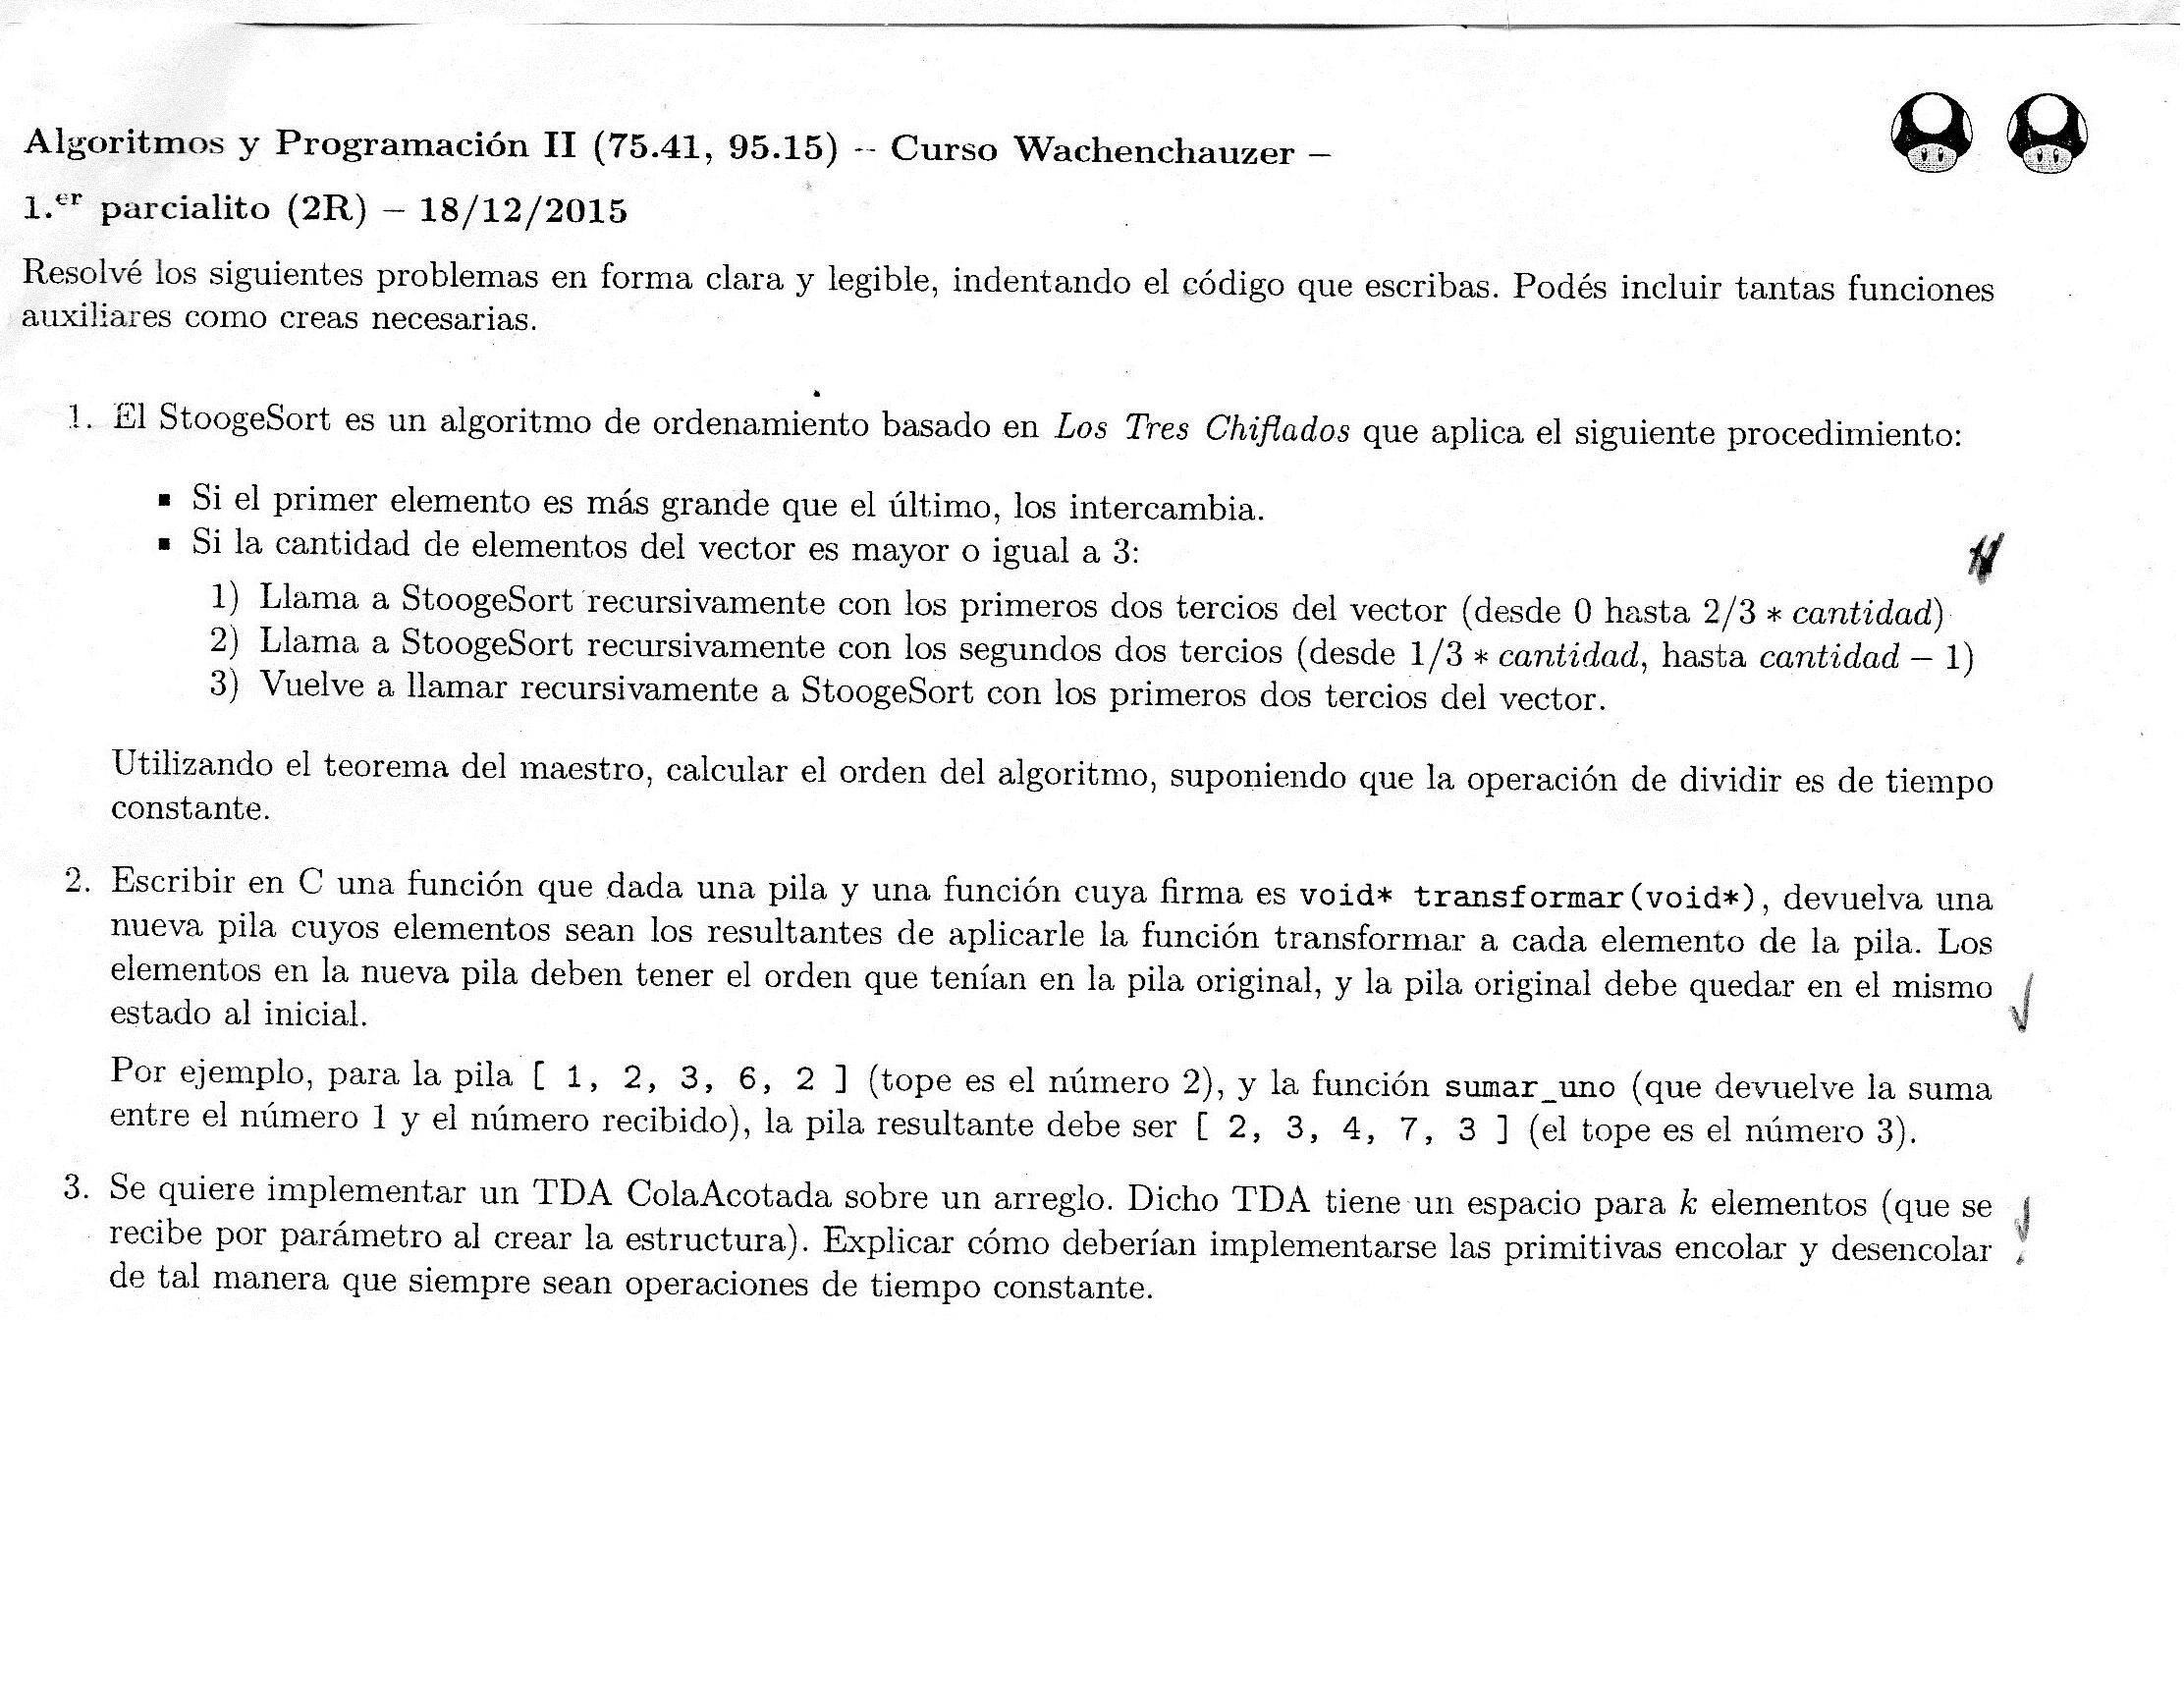 Algoritmos y Programación II (75.41, 95.15) -- Curso Wachenchauzer –
1.er parcialito (2R) – 18/12/2015
Resolvé los siguientes problemas en forma clara y legible, indentando el código que escribas. Podés incluir tantas funciones
auxiliares como creas necesarias.
1. El StoogeSort es un algoritmo de ordenamiento basado en Los Tres Chiflados que aplica el siguiente procedimiento:
▪ Si el primer elemento es más grande que el último, los intercambia.
▪ Si la cantidad de elementos del vector es mayor o igual a 3:
1) Llama a StoogeSort recursivamente con los primeros dos tercios del vector (desde 0 hasta 2/3 * cantidad)
2) Llama a StoogeSort recursivamente con los segundos dos tercios (desde 1/3 * cantidad, hasta cantidad – 1)
3) Vuelve a llamar recursivamente a StoogeSort con los primeros dos tercios del vector.
Utilizando el teorema del maestro, calcular el orden del algoritmo, suponiendo que la operación de dividir es de tiempo
constante.
2. Escribir en C una función que dada una pila y una función cuya firma es void* transformar(void*), devuelva una
nueva pila cuyos elementos sean los resultantes de aplicarle la función transformar a cada elemento de la pila. Los
elementos en la nueva pila deben tener el orden que tenían en la pila original, y la pila original debe quedar en el mismo
estado al inicial.
Por ejemplo, para la pila [ 1, 2, 3, 6, 2 ] (tope es el número 2), y la función sumar_uno (que devuelve la suma
entre el número 1 y el número recibido), la pila resultante debe ser [ 2, 3, 4, 7, 3 ] (el tope es el número 3).
3. Se quiere implementar un TDA ColaAcotada sobre un arreglo. Dicho TDA tiene un espacio para k elementos (que se
recibe por parámetro al crear la estructura). Explicar cómo deberían implementarse las primitivas encolar y desencolar
de tal manera que siempre sean operaciones de tiempo constante.